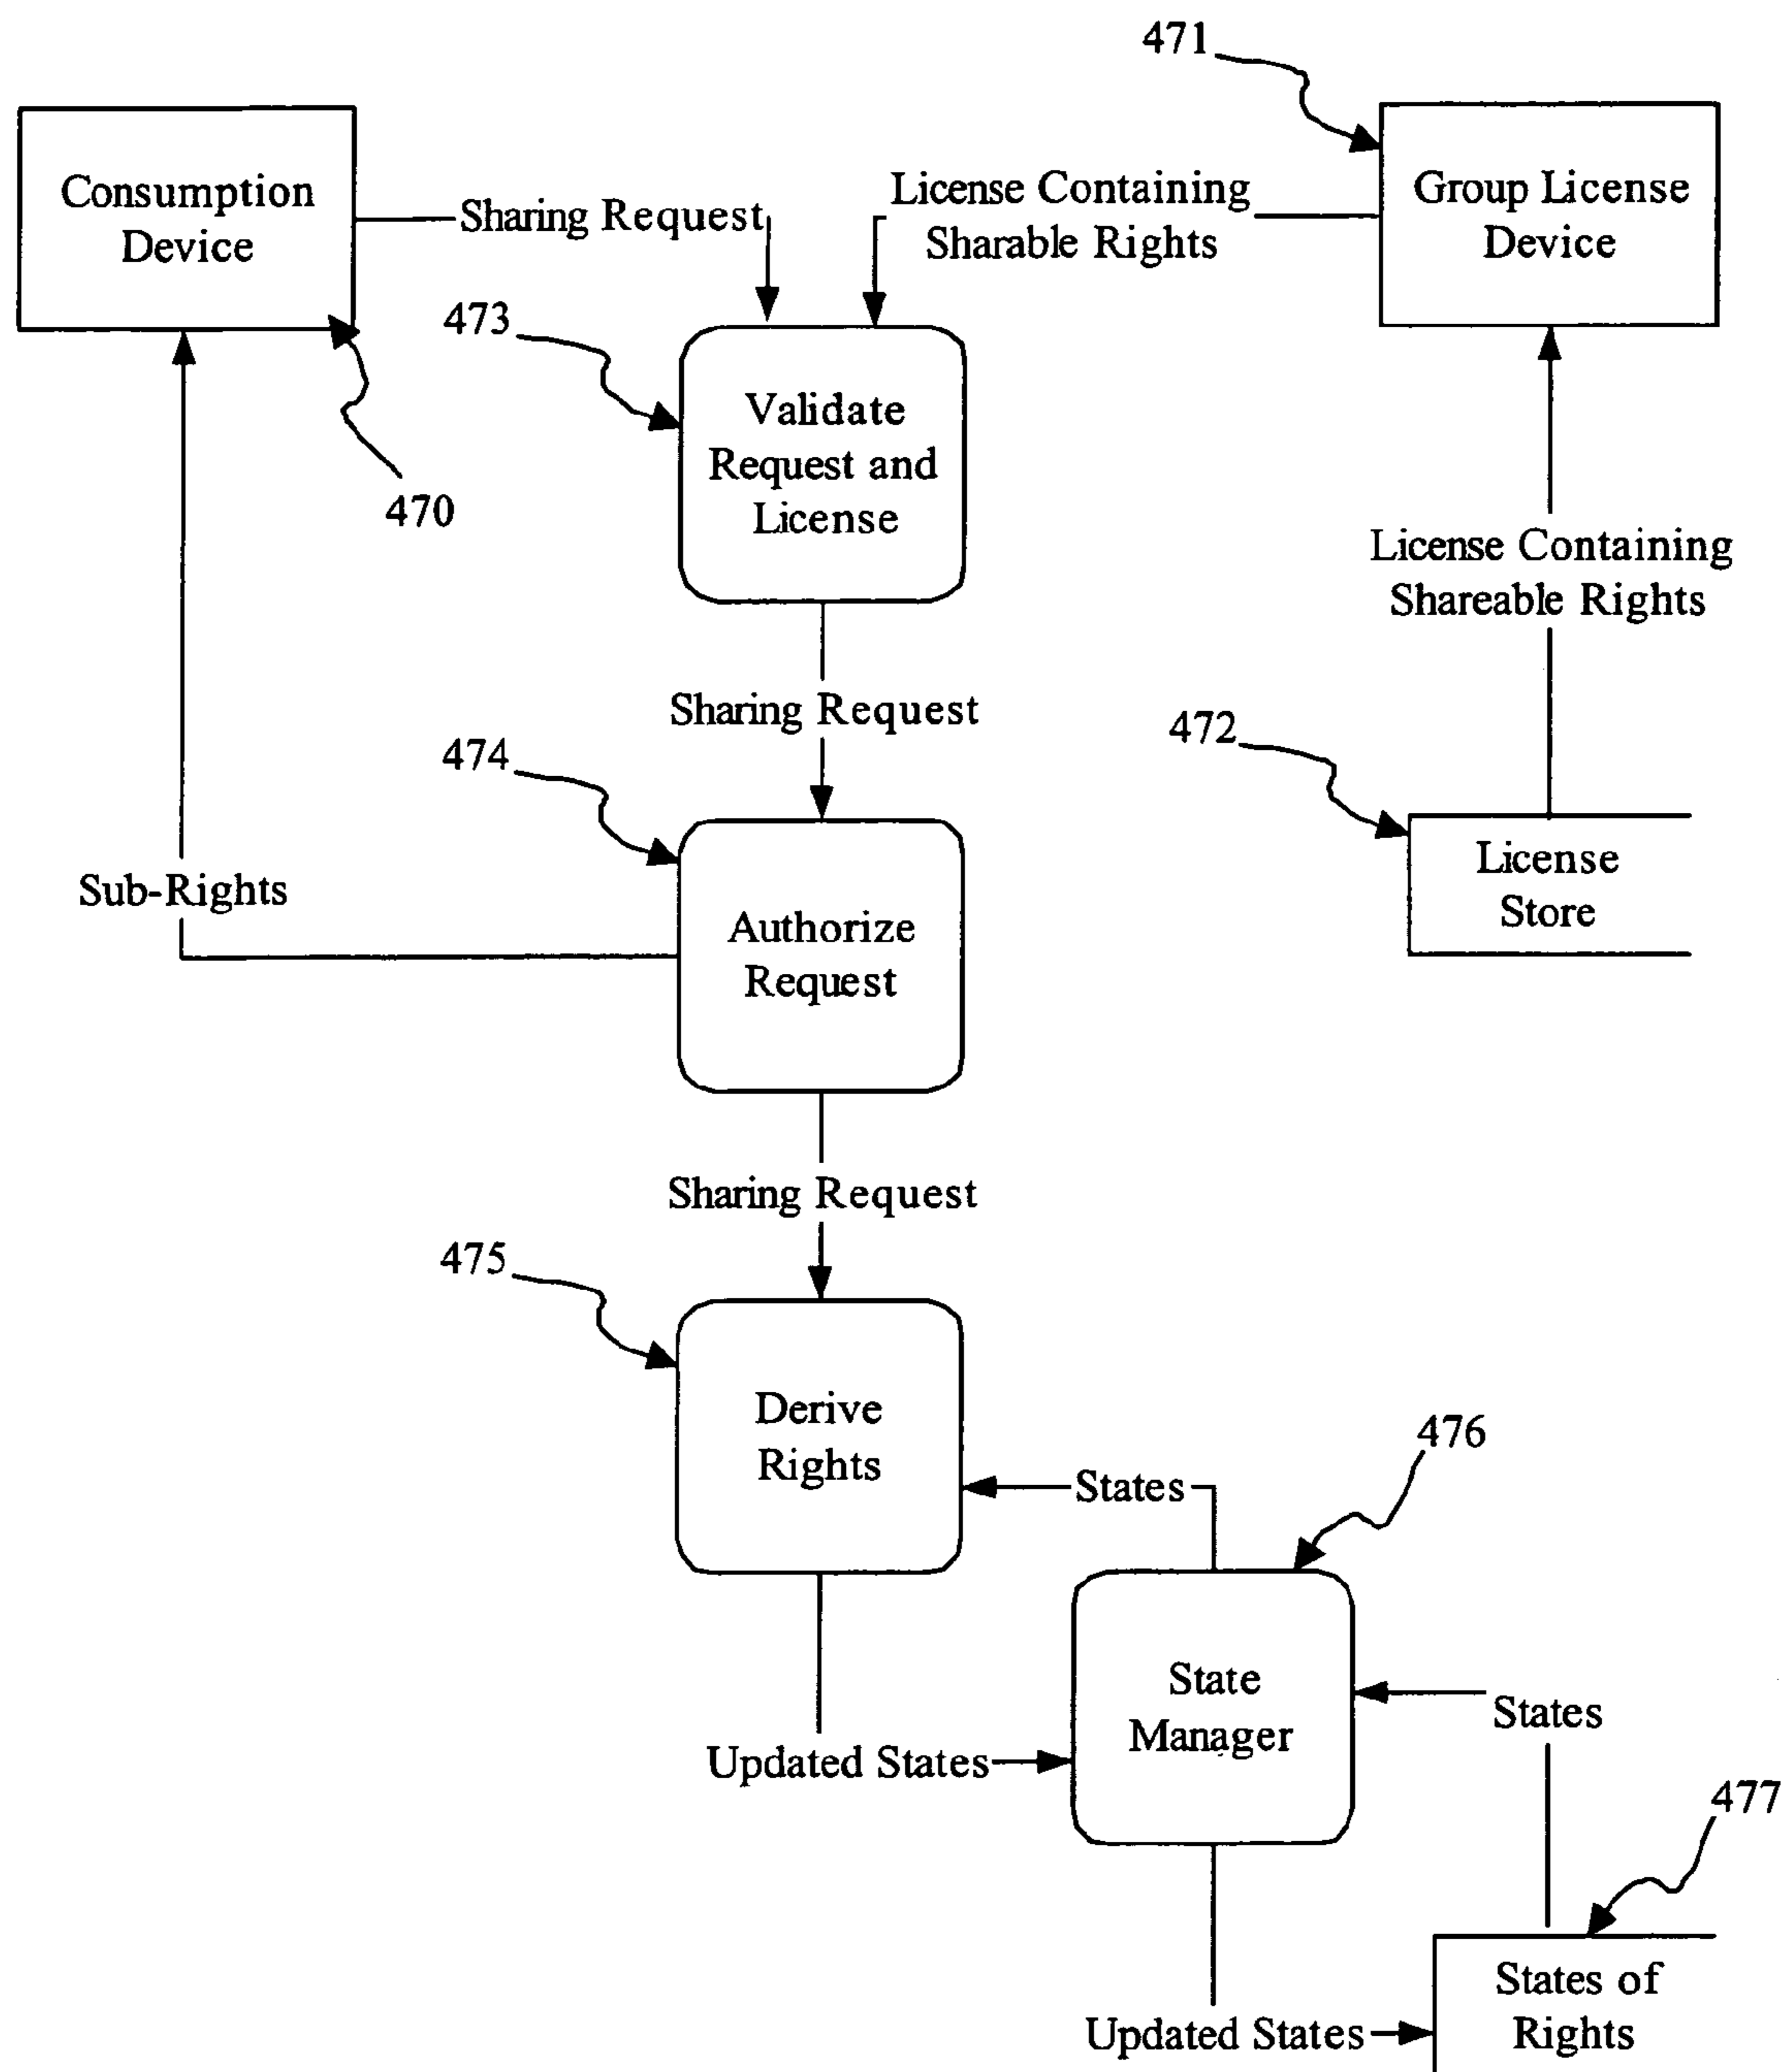 471
Consumption
Device
Sharing Request
License Containing
Sharable Rights
Group License
Device
473
Validate
Request and
License
470
License Containing
Shareable Rights
Sharing Request
472
474
License
Store
Sub-Rights
Authorize
Request
Sharing Request
475
Derive
Rights
476
States
State
Manager
States
Updated States
477
States of
Rights
Updated States